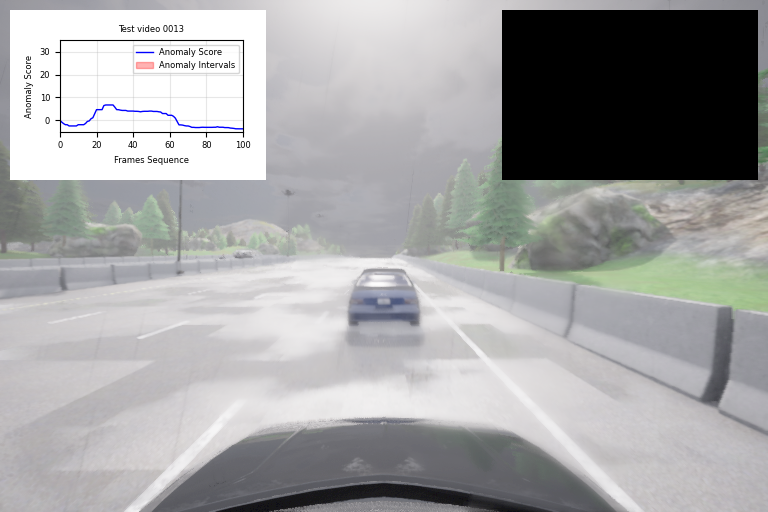 Test video 0013
Anomaly Score
30
20
10
0
Anomaly Score
Anomaly Intervals
0 20 40 60 80 100
Frames Sequence